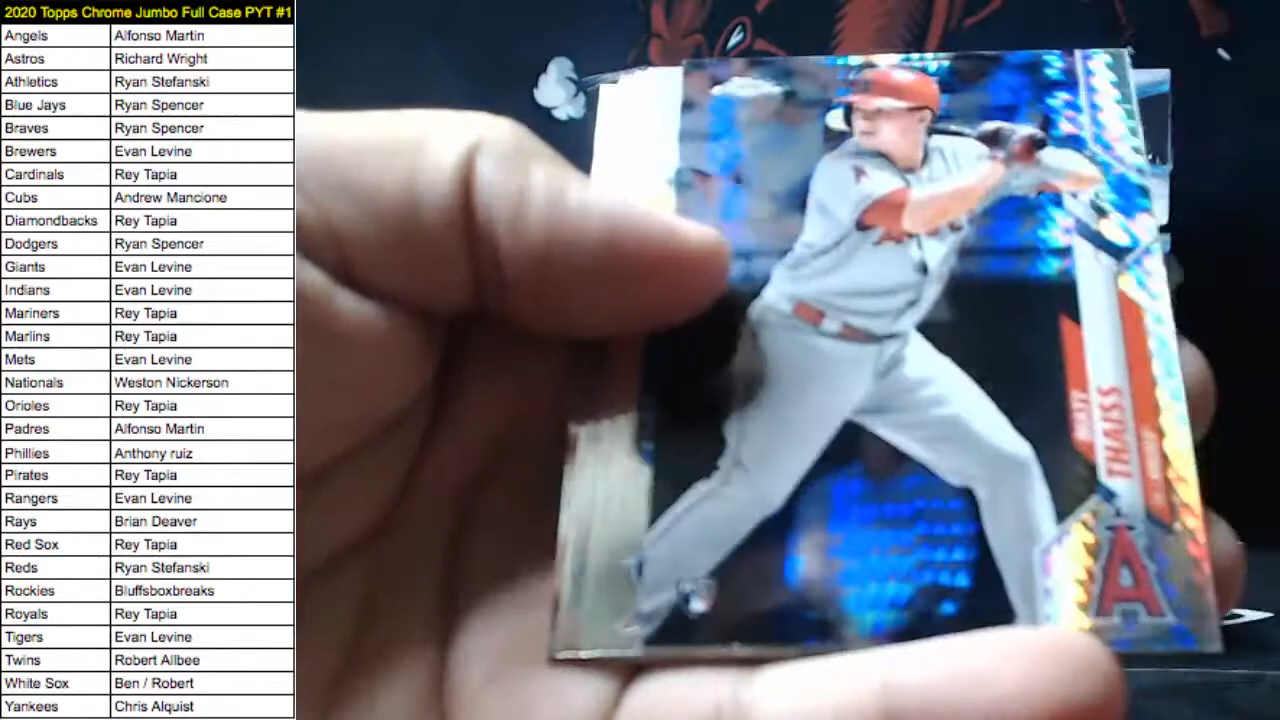 2020 Topps Chrome Jumbo Full Case PYT #1
Angels Alfonso Martin
Astros Richard Wright
Athletics Ryan Stefanski
Blue Jays Ryan Spencer
Braves Ryan Spencer
Brewers Evan Levine
Cardinals Rey Tapia
Cubs Andrew Mancione
Diamondbacks Rey Tapia
Dodgers Ryan Spencer
Giants Evan Levine
Indians Evan Levine
Mariners Rey Tapia
Marlins Rey Tapia
Mets Evan Levine
Nationals Weston Nickerson
Orioles Rey Tapia
Padres Alfonso Martin
Phillies Anthony ruiz
Pirates Rey Tapia
Rangers Evan Levine
Rays Brian Deaver
Red Sox Rey Tapia
Reds Ryan Stefanski
Rockies Bluffsboxbreaks
Royals Rey Tapia
Tigers Evan Levine
Twins Robert Allbee
White Sox Ben / Robert
Yankees Chris Alquist
MATT
THAISS
A